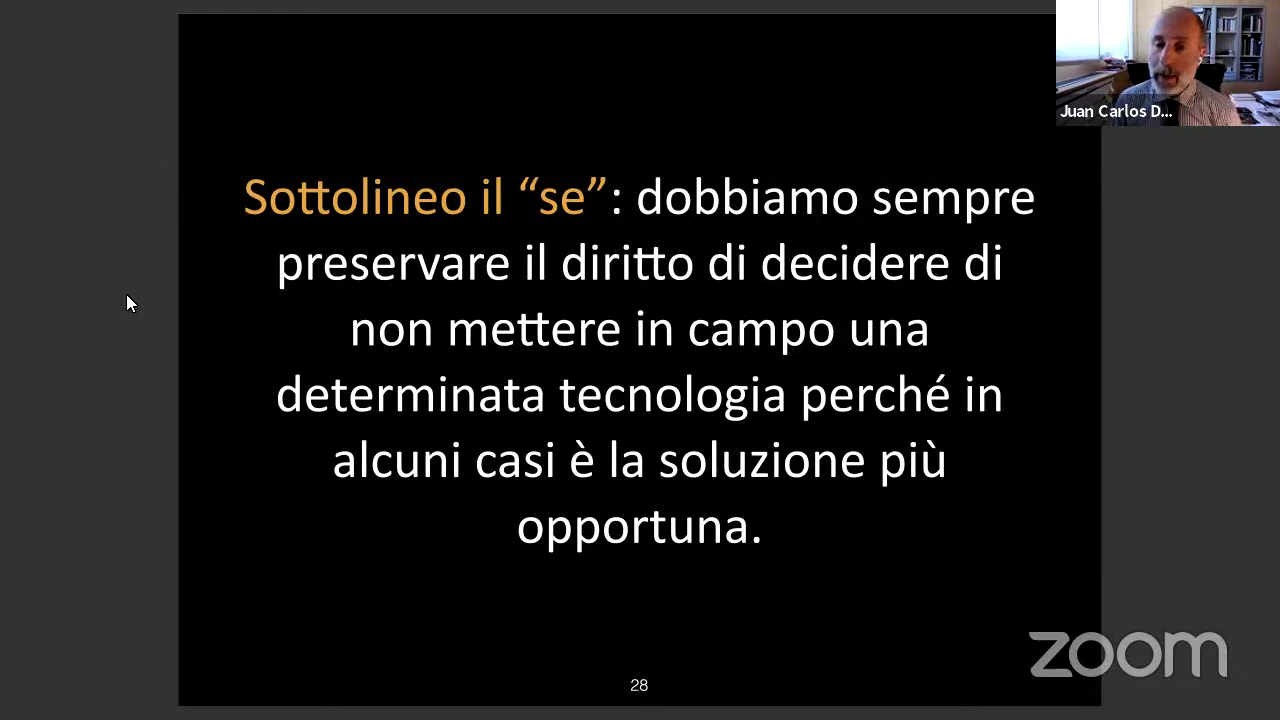 Juan Carlos D...
Sottolineo il “se”: dobbiamo sempre
preservare il diritto di decidere di
non mettere in campo una
determinata tecnologia perché in
alcuni casi è la soluzione più
opportuna.
zoom
28